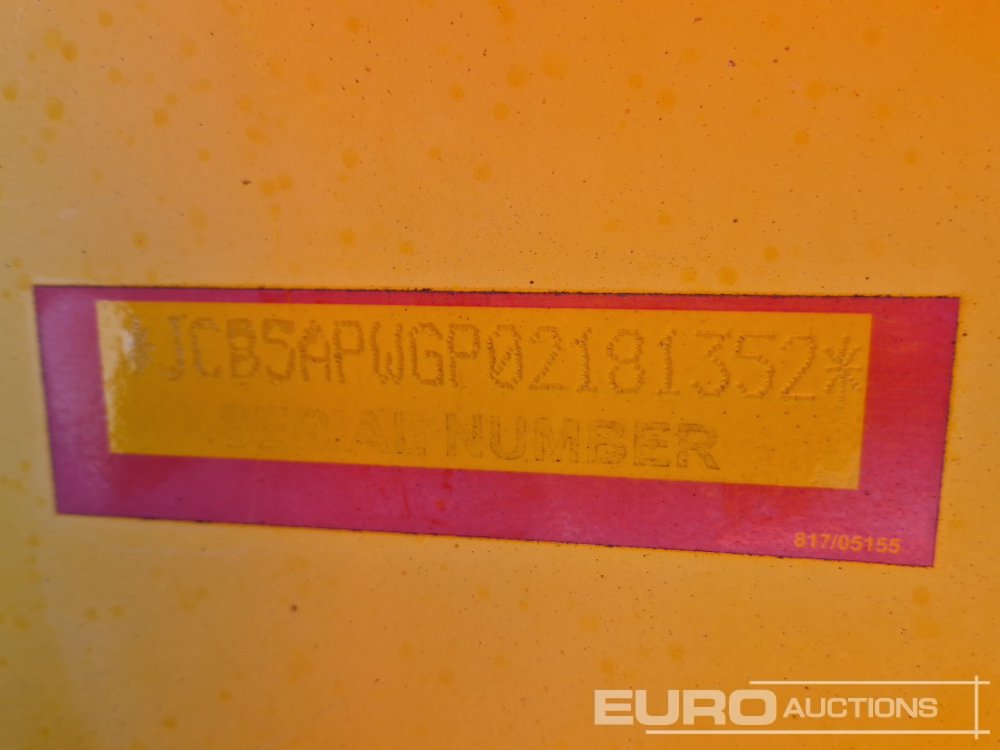 *JCB5APWGP02181352*
SERIAL NUMBER
817/05155
EURO AUCTIONS